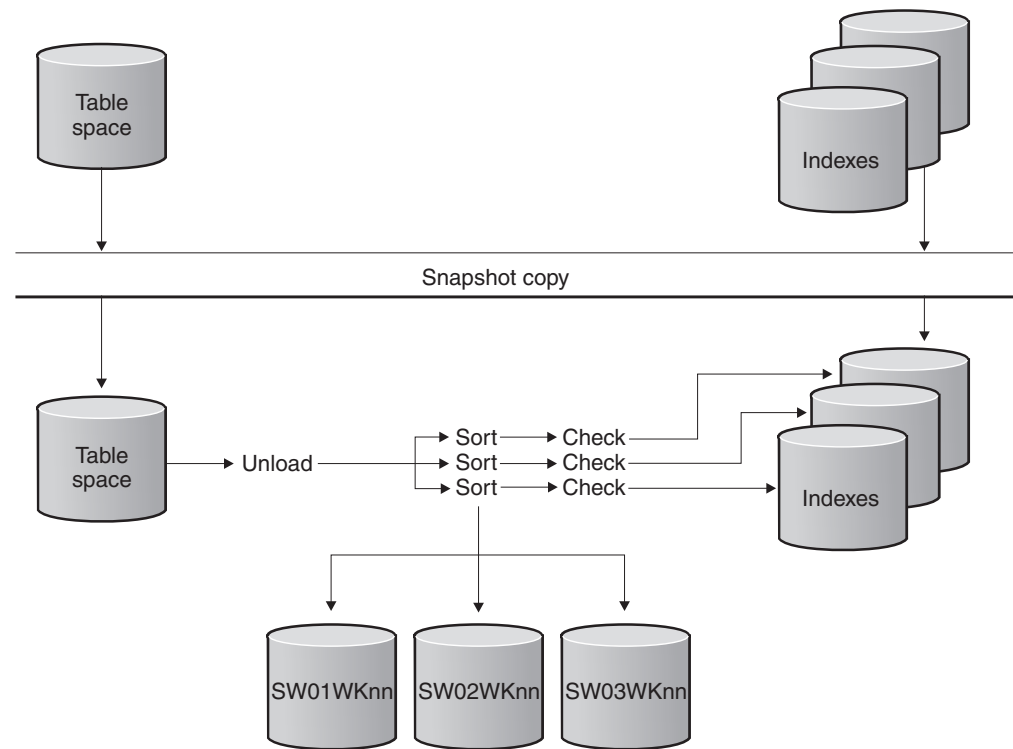 Table
space
Indexes
Snapshot copy
Table
space
Unload
Sort
Check
Sort
Check
Sort
Check
Indexes
SW01WKnn
SW02WKnn
SW03WKnn